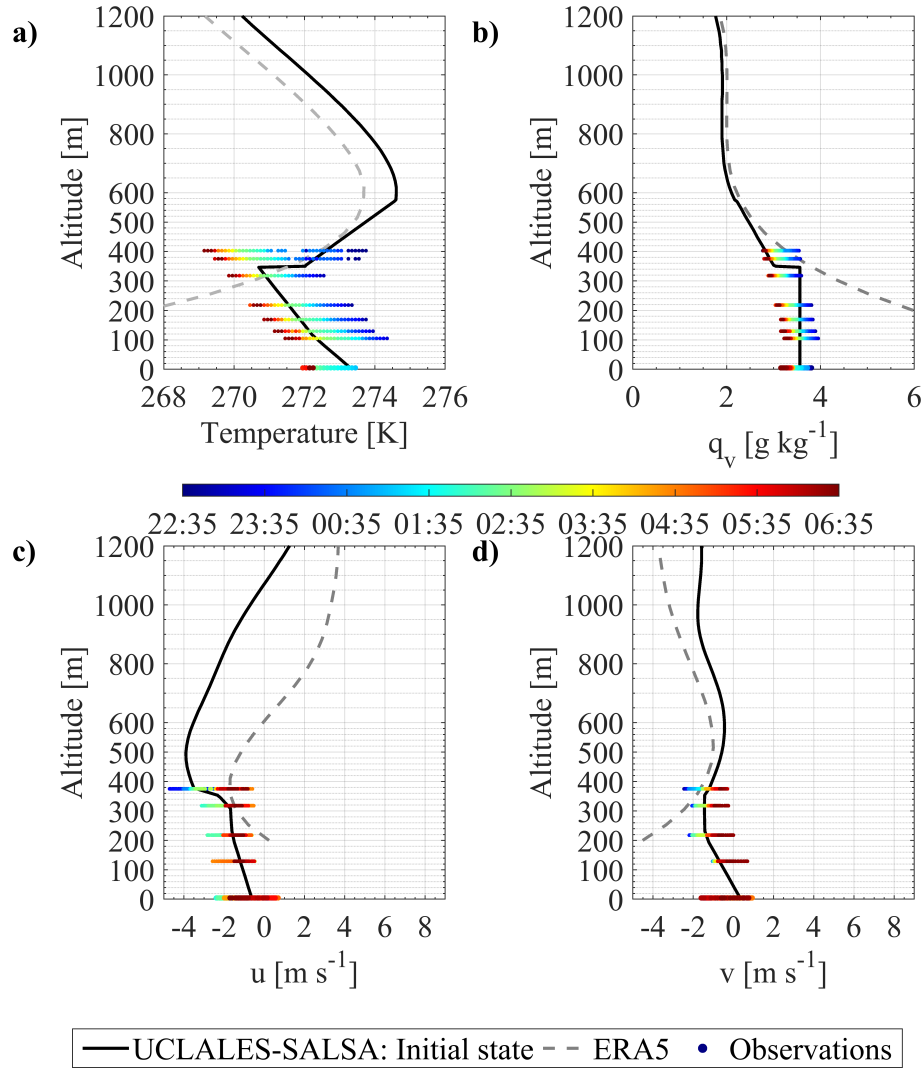 a)
1200
1000
800
600
500
400
300
200
100
0
Altitude [m]
268 270 272 274 276
Temperature [K]
b)
1200
1000
800
600
500
400
300
200
100
0
Altitude [m]
0 2 4 6
q_v [g kg^-1]
22:35 23:35 00:35 01:35 02:35 03:35 04:35 05:35 06:35
c)
1200
1000
800
600
500
400
300
200
100
0
Altitude [m]
-4 -2 0 2 4 6 8
u [m s^-1]
d)
1200
1000
800
600
500
400
300
200
100
0
Altitude [m]
-4 -2 0 2 4 6 8
v [m s^-1]
UCLALES-SALSA: Initial state ERA5 Observations